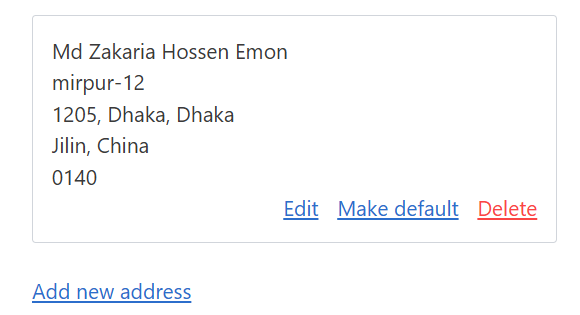 Md Zakaria Hossen Emon
mirpur-12
1205, Dhaka, Dhaka
Jilin, China
0140
Edit Make default Delete
Add new address